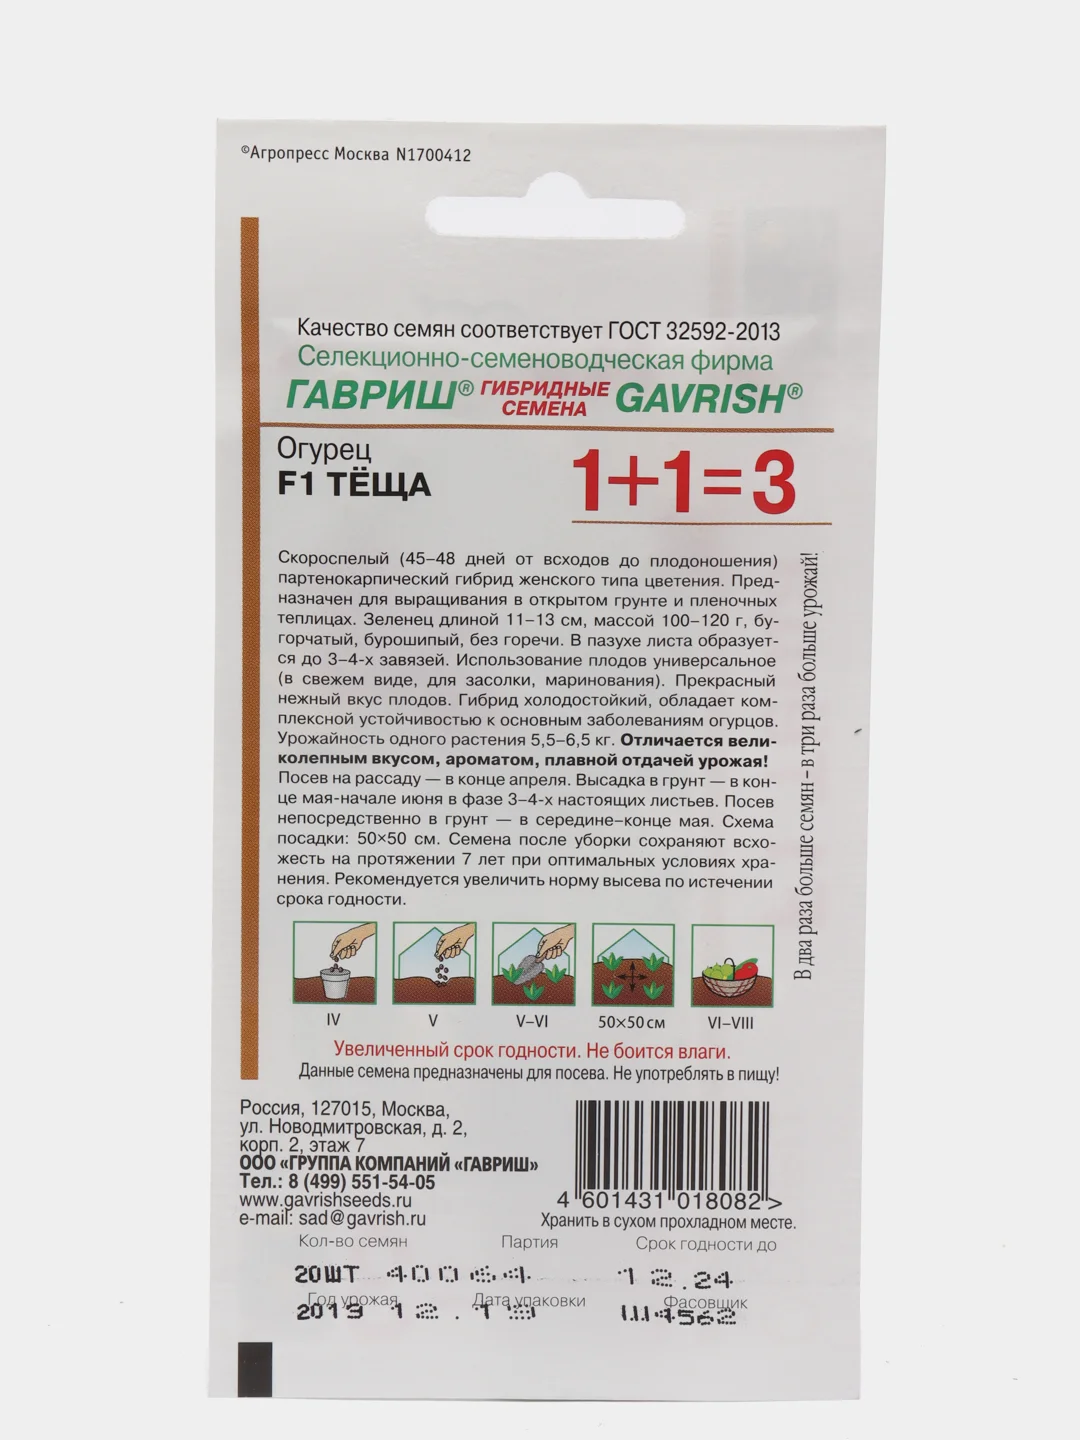 ©Агропресс Москва N1700412
Качество семян соответствует ГОСТ 32592-2013
Селекционно-семеноводческая фирма
ГАВРИШ® ГИБРИДНЫЕ СЕМЕНА GAVRISH®
Огурец
F1 ТЁЩА
1+1=3
Скороспелый (45–48 дней от всходов до плодоношения)
партенокарпический гибрид женского типа цветения. Пред-
назначен для выращивания в открытом грунте и пленочных
теплицах. Зеленец длиной 11–13 см, массой 100–120 г, бу-
горчатый, бурошипый, без горечи. В пазухе листа образует-
ся до 3–4-х завязей. Использование плодов универсальное
(в свежем виде, для засолки, маринования). Прекрасный
нежный вкус плодов. Гибрид холодостойкий, обладает ком-
плексной устойчивостью к основным заболеваниям огурцов.
Урожайность одного растения 5,5–6,5 кг. Отличается вели-
колепным вкусом, ароматом, плавной отдачей урожая!
Посев на рассаду — в конце апреля. Высадка в грунт — в кон-
це мая-начале июня в фазе 3–4-х настоящих листьев. Посев
непосредственно в грунт — в середине–конце мая. Схема
посадки: 50×50 см. Семена после уборки сохраняют всхо-
жесть на протяжении 7 лет при оптимальных условиях хра-
нения. Рекомендуется увеличить норму высева по истечении
срока годности.
В два раза больше семян – в три раза больше урожай!
IV V V–VI 50×50 см VI–VIII
Увеличенный срок годности. Не боится влаги.
Данные семена предназначены для посева. Не употреблять в пищу!
Россия, 127015, Москва,
ул. Новодмитровская, д. 2,
корп. 2, этаж 7
ООО «ГРУППА КОМПАНИЙ «ГАВРИШ»
Тел.: 8 (499) 551-54-05
www.gavrishseeds.ru
e-mail: sad@gavrish.ru
4 601431 018082 >
Хранить в сухом прохладном месте.
Кол-во семян Партия Срок годности до
20ШТ 12.24
Год урожая Дата упаковки Фасовщик
2019 12.19